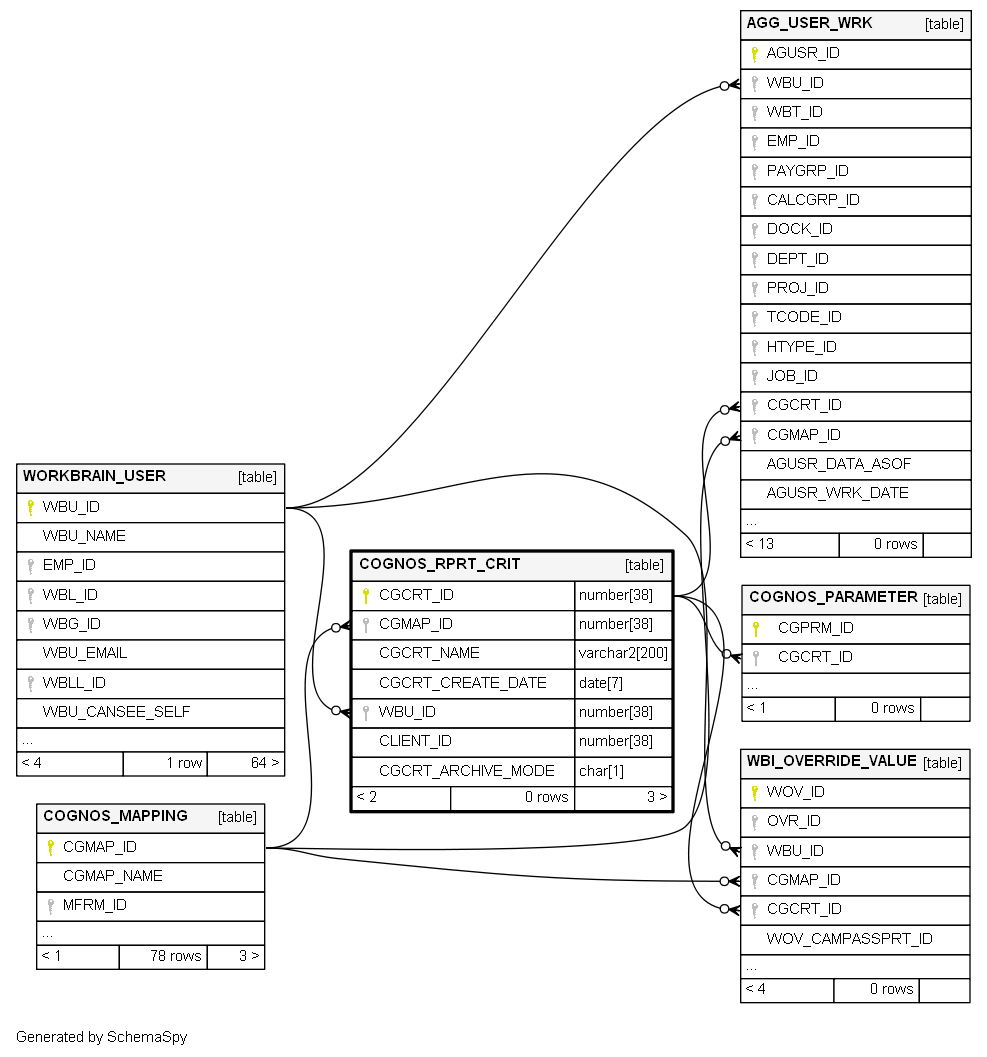 AGG_USER_WRK [table]
AGUSR_ID
WBU_ID
WBT_ID
EMP_ID
PAYGRP_ID
CALCGRP_ID
DOCK_ID
DEPT_ID
PROJ_ID
TCODE_ID
HTYPE_ID
JOB_ID
CGCRT_ID
CGMAP_ID
AGUSR_DATA_ASOF
AGUSR_WRK_DATE
...
< 13 0 rows
WORKBRAIN_USER [table]
WBU_ID
WBU_NAME
EMP_ID
WBL_ID
WBG_ID
WBU_EMAIL
WBLL_ID
WBU_CANSEE_SELF
...
< 4 1 row 64 >
COGNOS_RPRT_CRIT [table]
CGCRT_ID number[38]
CGMAP_ID number[38]
CGCRT_NAME varchar2[200]
CGCRT_CREATE_DATE date[7]
WBU_ID number[38]
CLIENT_ID number[38]
CGCRT_ARCHIVE_MODE char[1]
< 2 0 rows 3 >
COGNOS_PARAMETER [table]
CGPRM_ID
CGCRT_ID
...
< 1 0 rows
WBI_OVERRIDE_VALUE [table]
WOV_ID
OVR_ID
WBU_ID
CGMAP_ID
CGCRT_ID
WOV_CAMPASSPRT_ID
...
< 4 0 rows
COGNOS_MAPPING [table]
CGMAP_ID
CGMAP_NAME
MFRM_ID
...
< 1 78 rows 3 >
Generated by SchemaSpy